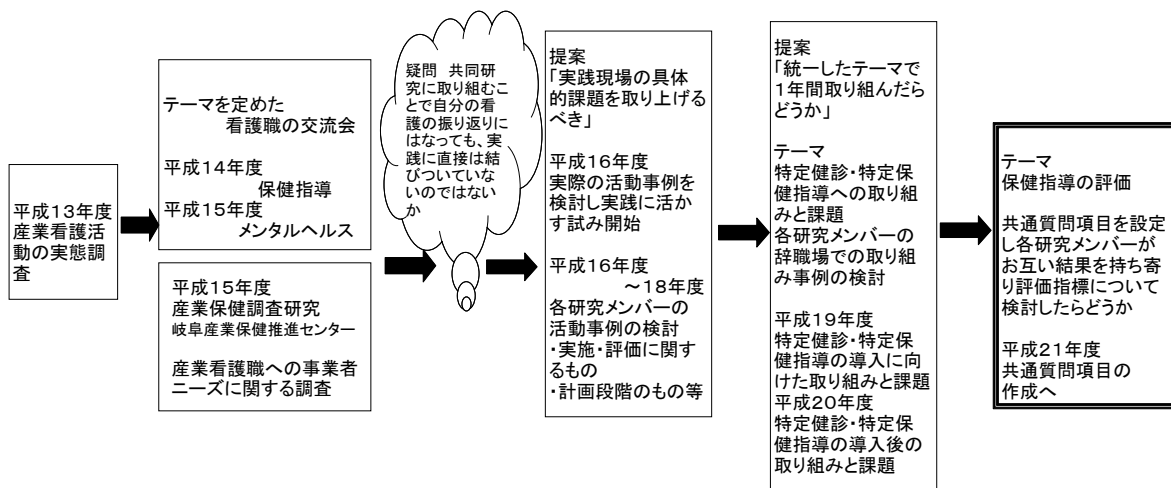 平成13年度
産業看護活
動の実態調
査
テーマを定めた
看護職の交流会
平成14年度
保健指導
平成15年度
メンタルヘルス
平成15年度
産業保健調査研究
岐阜産業保健推進センター
産業看護職への事業者
ニーズに関する調査
疑問 共同研
究に取り組むこ
とで自分の看
護の振り返りに
はなっても、実
践に直接は結
びついていな
いのではない
か
提案
「実践現場の具体
的課題を取り上げる
べき」
平成16年度
実際の活動事例を
検討し実践に活か
す試み開始
平成16年度
～18年度
各研究メンバーの
活動事例の検討
・実施・評価に関す
るもの
・計画段階のもの等
提案
「統一したテーマで
1年間取り組んだら
どうか」
テーマ
特定健診・特定保
健指導への取り組
みと課題
各研究メンバーの
辞職場での取り組
み事例の検討
平成19年度
特定健診・特定保
健指導の導入に向
けた取り組みと課題
平成20年度
特定健診・特定保
健指導の導入後の
取り組みと課題
テーマ
保健指導の評価
共通質問項目を設定
し各研究メンバーが
お互い結果を持ち寄
り評価指標について
検討したらどうか
平成21年度
共通質問項目の
作成へ